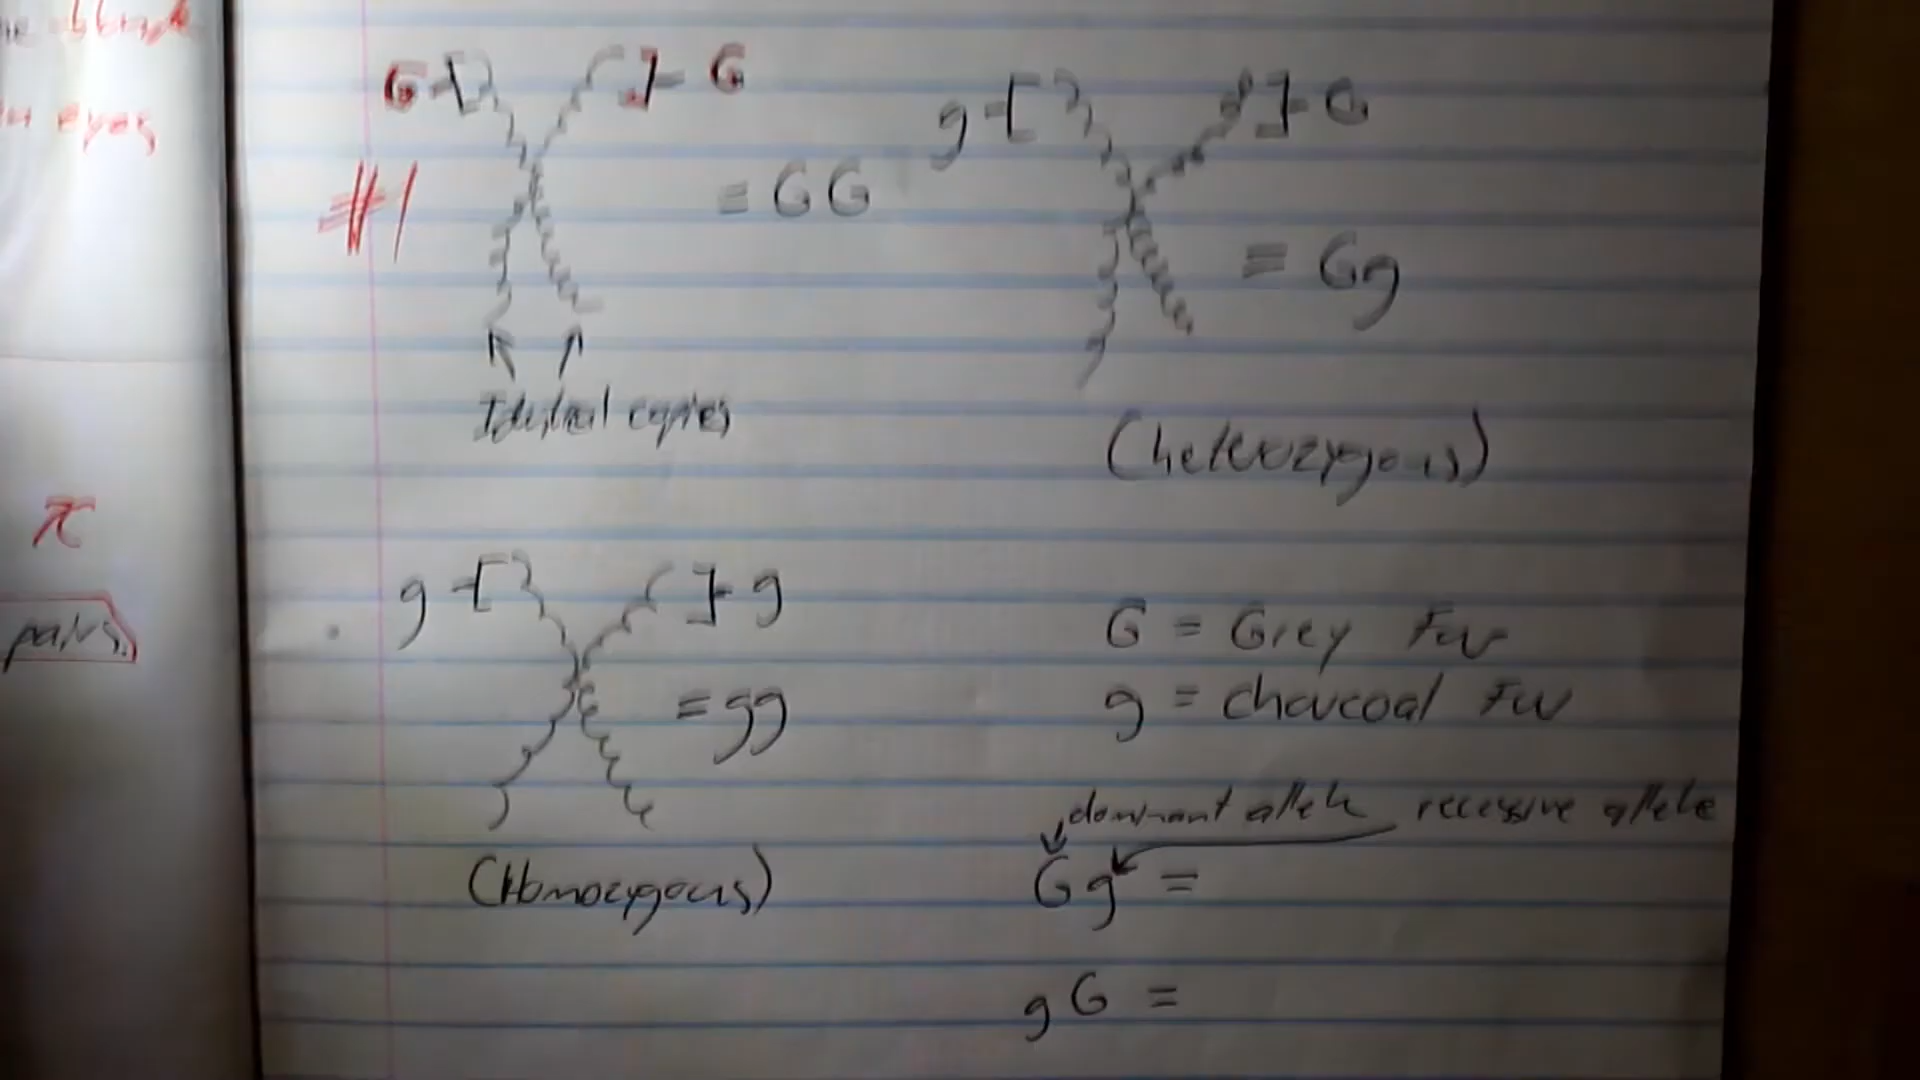 eyes
π
pairs.
G G
#1
= GG
Identical copies
g G
= Gg
(heterozygous)
g g
= gg
(Homozygous)
G = Grey Fur
g = charcoal Fur
dominant allele recessive allele
Gg =
gG =